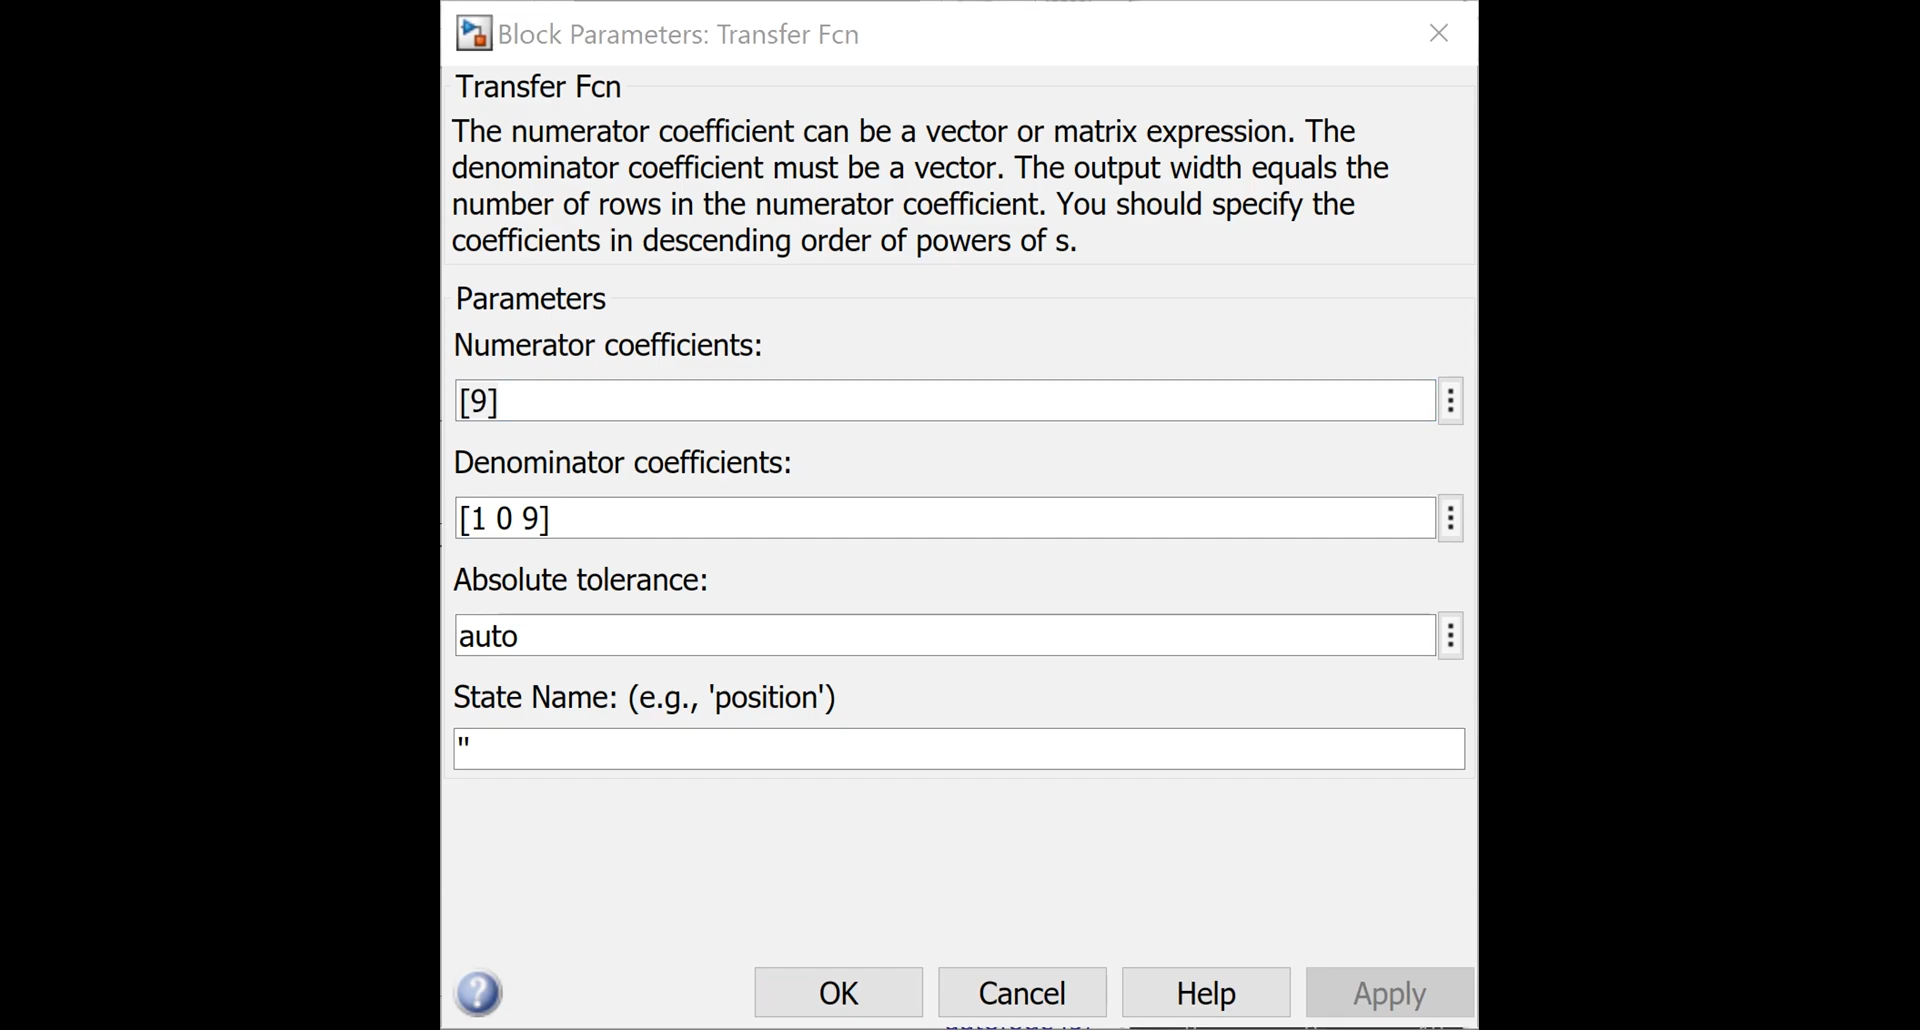 Block Parameters: Transfer Fcn
Transfer Fcn
The numerator coefficient can be a vector or matrix expression. The
denominator coefficient must be a vector. The output width equals the
number of rows in the numerator coefficient. You should specify the
coefficients in descending order of powers of s.
Parameters
Numerator coefficients:
[9]
Denominator coefficients:
[1 0 9]
Absolute tolerance:
auto
State Name: (e.g., 'position')
''
OK Cancel Help Apply